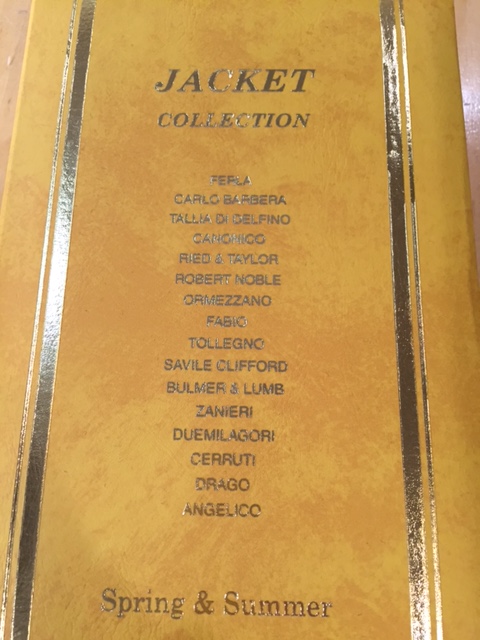 JACKET
COLLECTION
FERLA
CARLO BARBERA
TALLIA DI DELFINO
CANONICO
RIED & TAYLOR
ROBERT NOBLE
ORMEZZANO
FABIO
TOLLEGNO
SAVILE CLIFFORD
BULMER & LUMB
ZANIERI
DUEMILAGORI
CERRUTI
DRAGO
ANGELICO
Spring & Summer